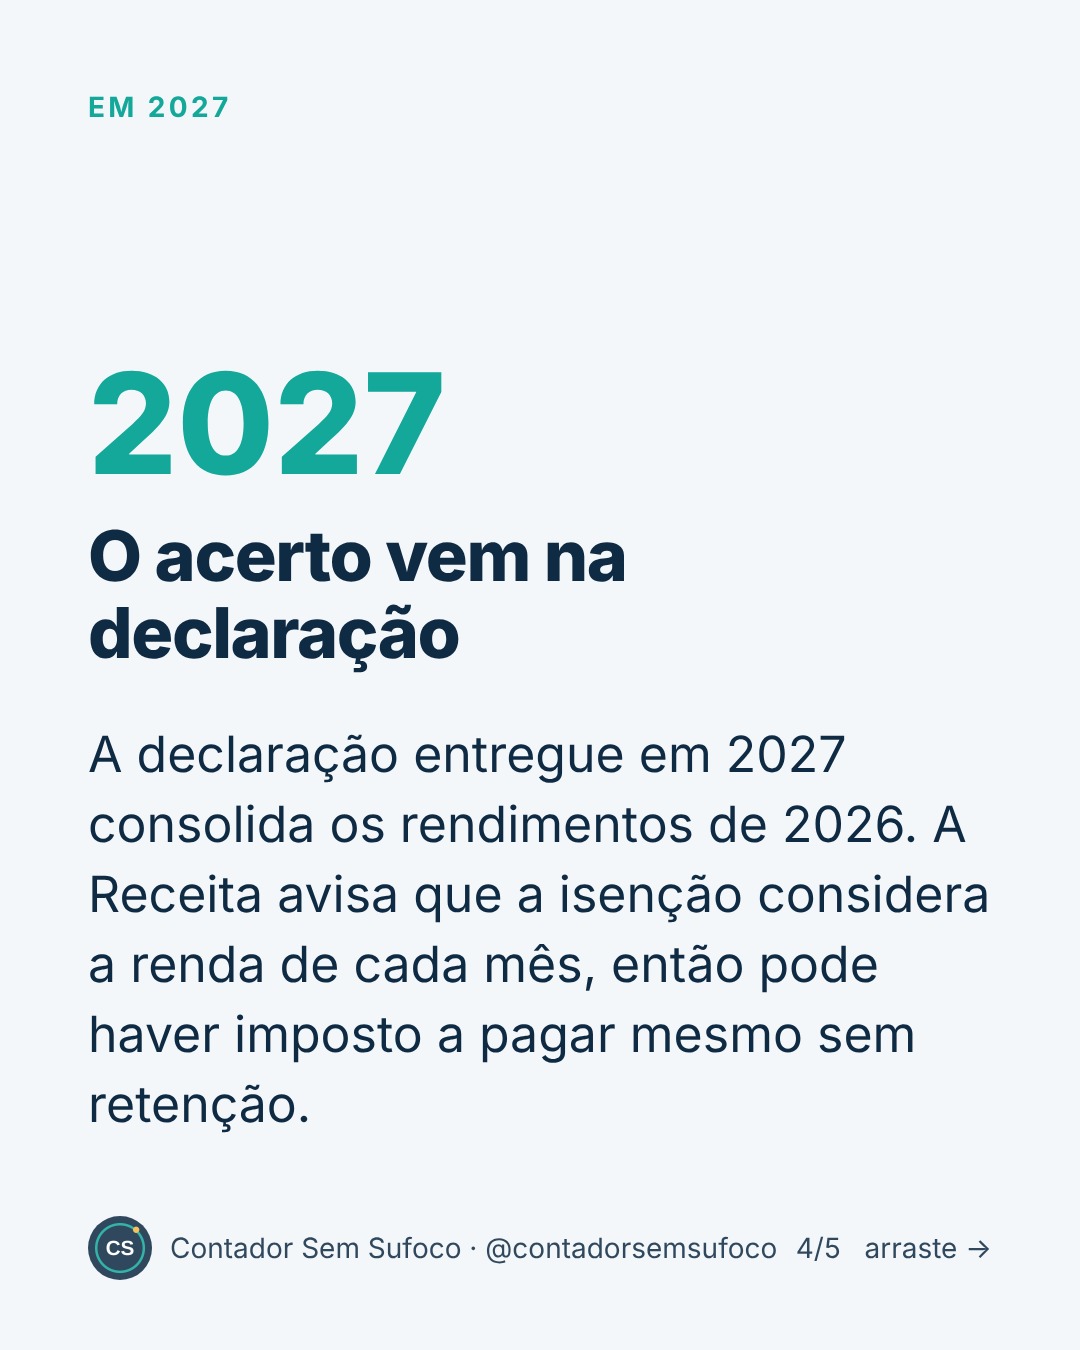 EM 2027
2027
O acerto vem na
declaração
A declaração entregue em 2027
consolida os rendimentos de 2026. A
Receita avisa que a isenção considera
a renda de cada mês, então pode
haver imposto a pagar mesmo sem
retenção.
CS Contador Sem Sufoco · @contadorsemsufoco 4/5 arraste →